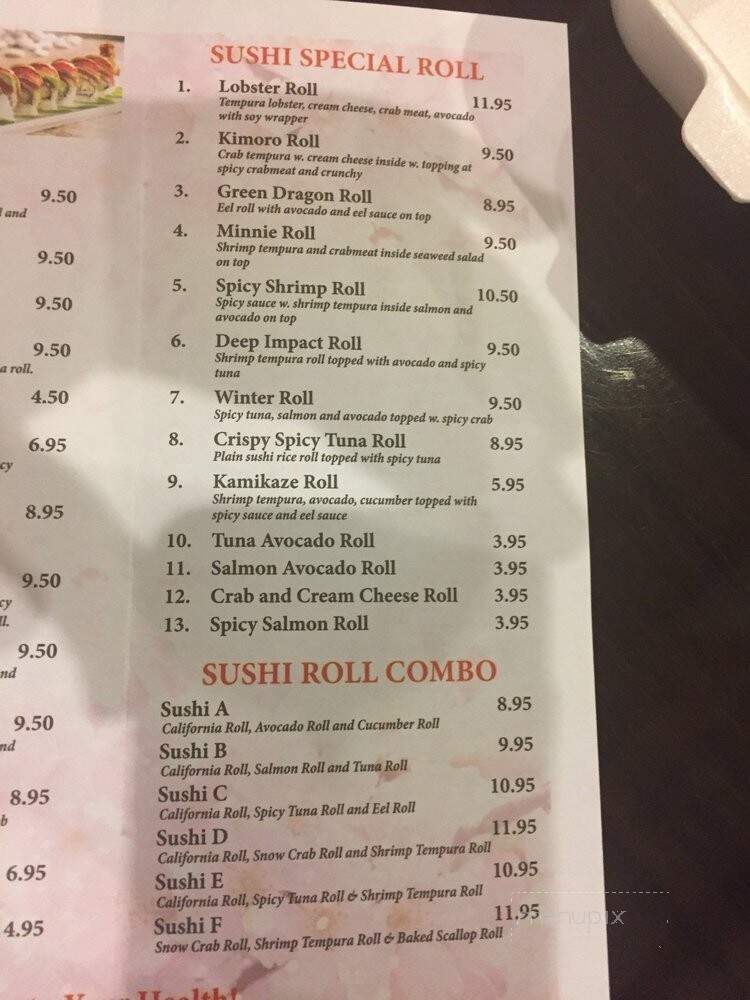 9.50
l and
9.50
9.50
9.50
a roll.
4.50
6.95
cy
8.95
9.50
cy
ll.
9.50
nd
9.50
nd
8.95
b
6.95
4.95
SUSHI SPECIAL ROLL
1. Lobster Roll 11.95
Tempura lobster, cream cheese, crab meat, avocado
with soy wrapper
2. Kimoro Roll 9.50
Crab tempura w. cream cheese inside w. topping at
spicy crabmeat and crunchy
3. Green Dragon Roll 8.95
Eel roll with avocado and eel sauce on top
4. Minnie Roll 9.50
Shrimp tempura and crabmeat inside seaweed salad
on top
5. Spicy Shrimp Roll 10.50
Spicy sauce w. shrimp tempura inside salmon and
avocado on top
6. Deep Impact Roll 9.50
Shrimp tempura roll topped with avocado and spicy
tuna
7. Winter Roll 9.50
Spicy tuna, salmon and avocado topped w. spicy crab
8. Crispy Spicy Tuna Roll 8.95
Plain sushi rice roll topped with spicy tuna
9. Kamikaze Roll 5.95
Shrimp tempura, avocado, cucumber topped with
spicy sauce and eel sauce
10. Tuna Avocado Roll 3.95
11. Salmon Avocado Roll 3.95
12. Crab and Cream Cheese Roll 3.95
13. Spicy Salmon Roll 3.95
SUSHI ROLL COMBO
Sushi A 8.95
California Roll, Avocado Roll and Cucumber Roll
Sushi B 9.95
California Roll, Salmon Roll and Tuna Roll
Sushi C 10.95
California Roll, Spicy Tuna Roll and Eel Roll
Sushi D 11.95
California Roll, Snow Crab Roll and Shrimp Tempura Roll
Sushi E 10.95
California Roll, Spicy Tuna Roll & Shrimp Tempura Roll
Sushi F 11.95
Snow Crab Roll, Shrimp Tempura Roll & Baked Scallop Roll
menupix
Your Health!